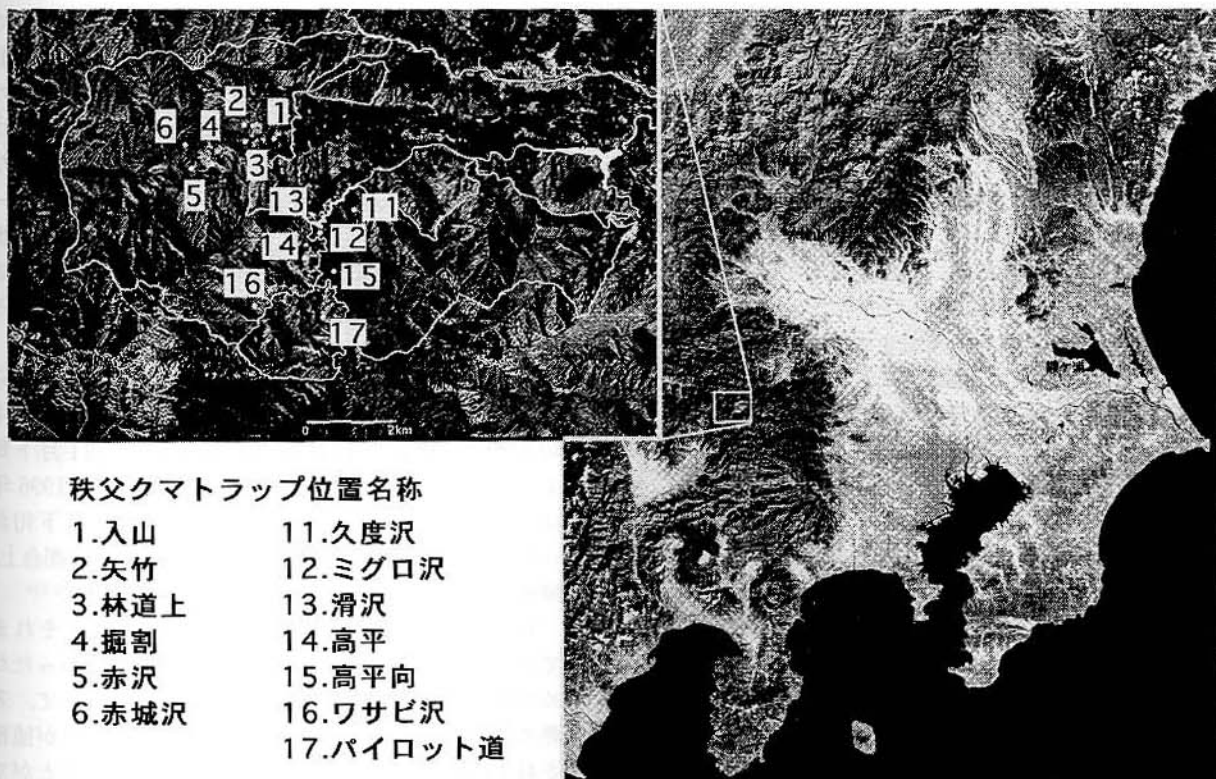 2
1
6
4
3
5
13
11
12
14
15
16
17
0 2km
霞ヶ浦
秩父クマトラップ位置名称
1.入山 11.久度沢
2.矢竹 12.ミグロ沢
3.林道上 13.滑沢
4.掘割 14.高平
5.赤沢 15.高平向
6.赤城沢 16.ワサビ沢
17.パイロット道